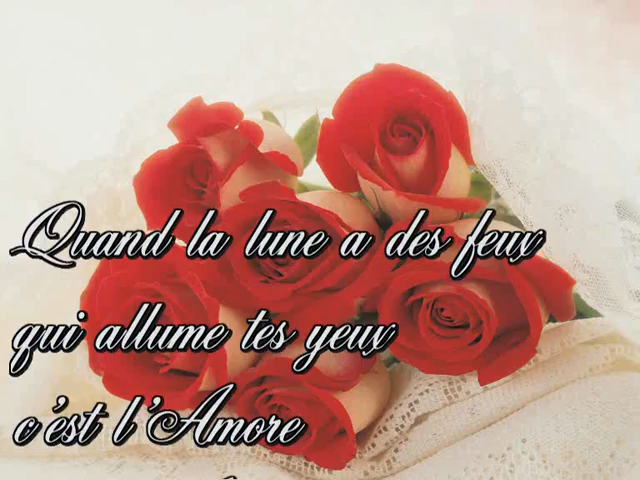 Quand la lune a des feux
qui allume tes yeux
c'est l'Amore